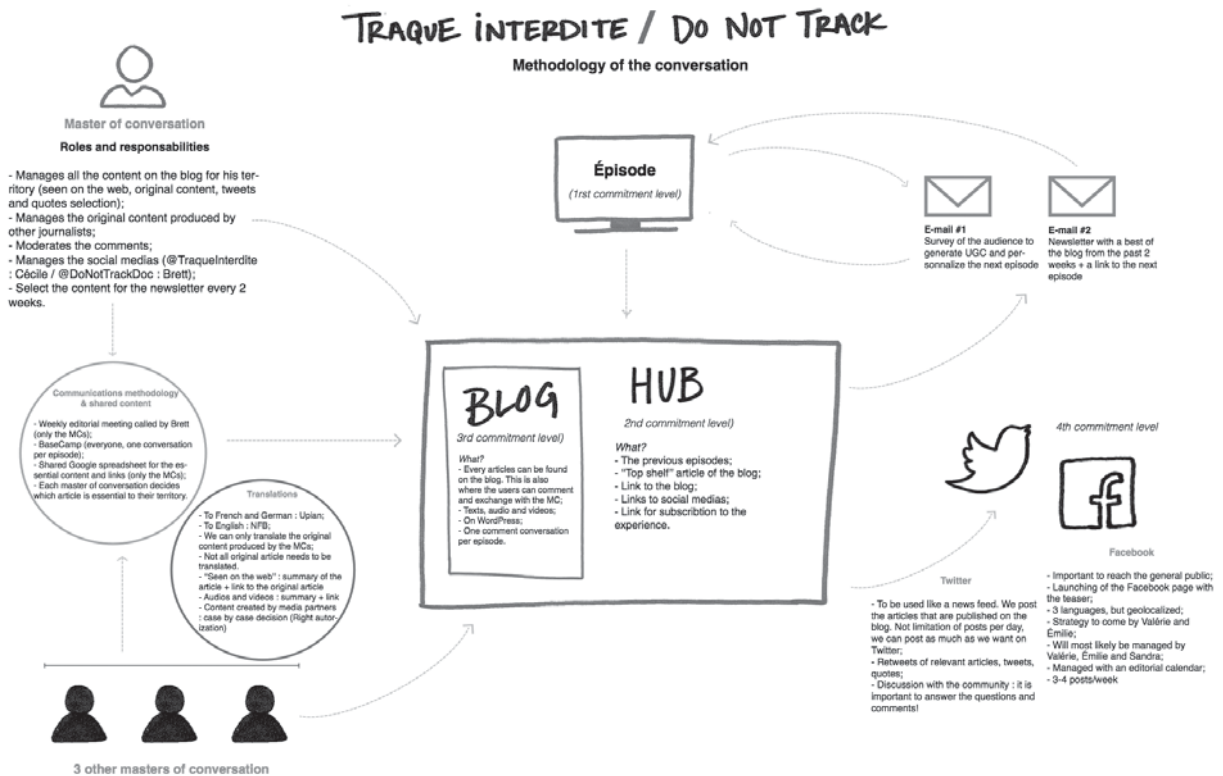 TRAQUE INTERDITE / DO NOT TRACK
Methodology of the conversation
Master of conversation
Roles and responsabilities
- Manages all the content on the blog for his ter-
ritory (seen on the web, original content, tweets
and quotes selection);
- Manages the original content produced by
other journalists;
- Moderates the comments;
- Manages the social medias (@TraqueInterdite
: Cécile / @DoNotTrackDoc : Brett);
- Select the content for the newsletter every 2
weeks.
Épisode
(1rst commitment level)
E-mail #1
Survey of the audience to
generate UGC and per-
sonnalize the next episode
E-mail #2
Newsletter with a best of
the blog from the past 2
weeks + a link to the next
episode
Communications methodology
& shared content
- Weekly editorial meeting called by Brett
(only the MCs);
- BaseCamp (everyone, one conversation
per episode);
- Shared Google spreadsheet for the es-
sential content and links (only the MCs);
- Each master of conversation decides
which article is essential to their territory.
Translations
- To French and German : Upian;
- To English : NFB;
- We can only translate the original
content produced by the MCs;
- Not all original article needs to be
translated.
- "Seen on the web" : summary of the
article + link to the original article
- Audios and videos : summary + link
- Content created by media partners
: case by case decision (Right autor-
ization)
BLOG
3rd commitment level)
What?
- Every articles can be found
on the blog. This is also
where the users can comment
and exchange with the MC;
- Texts, audio and videos;
- On WordPress;
- One comment conversation
per episode.
HUB
2nd commitment level)
What?
- The previous episodes;
- "Top shelf" article of the blog;
- Link to the blog;
- Links to social medias;
- Link for subscribtion to the
experience.
4th commitment level
f
Twitter
- To be used like a news feed. We post
the articles that are published on the
blog. Not limitation of posts per day,
we can post as much as we want on
Twitter;
- Retweets of relevant articles, tweets,
quotes;
- Discussion with the community : it is
important to answer the questions and
comments!
Facebook
- Important to reach the general public;
- Launching of the Facebook page with
the teaser;
- 3 languages, but geolocalized;
- Strategy to come by Valérie and
Émilie;
- Will most likely be managed by
Valérie, Émilie and Sandra;
- Managed with an editorial calendar;
- 3-4 posts/week
3 other masters of conversation